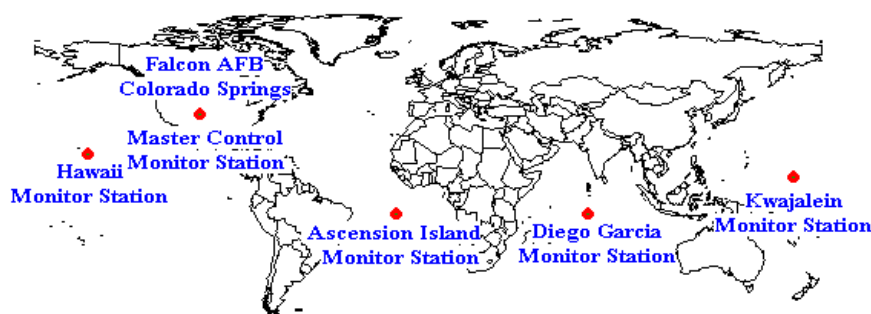 Falcon AFB
Colorado Springs
Master Control
Monitor Station
Hawaii
Monitor Station
Ascension Island
Monitor Station
Diego Garcia
Monitor Station
Kwajalein
Monitor Station